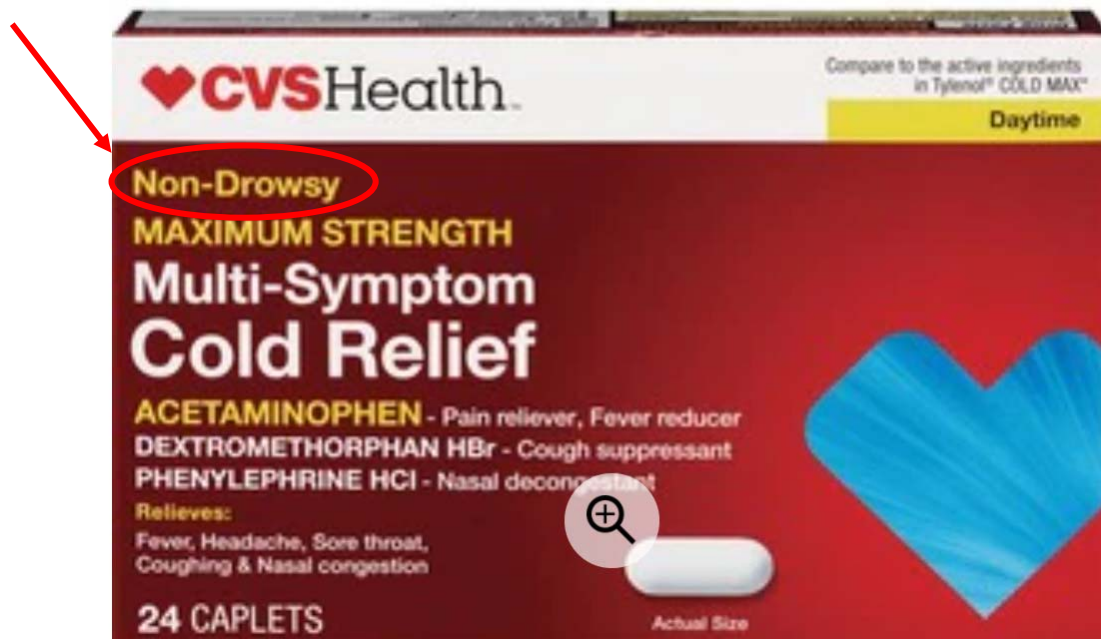 CVSHealth™
Compare to the active ingredients
in Tylenol® COLD MAX
Daytime
Non-Drowsy
MAXIMUM STRENGTH
Multi-Symptom
Cold Relief
ACETAMINOPHEN - Pain reliever, Fever reducer
DEXTROMETHORPHAN HBr - Cough suppressant
PHENYLEPHRINE HCl - Nasal decongestant
Relieves:
Fever, Headache, Sore throat,
Coughing & Nasal congestion
24 CAPLETS
Actual Size